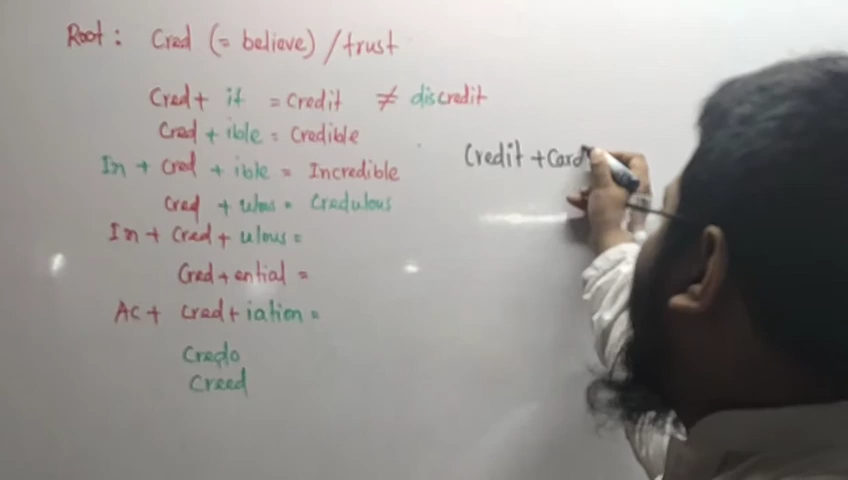 Root: Cred (= believe) / trust
Cred + it = Credit ≠ discredit
Cred + ible = Credible
Credit + Card
In + Cred + ible = Incredible
Cred + ulous = Credulous
In + Cred + ulous =
Cred + ential =
AC + Cred + iation =
Credo
Creed